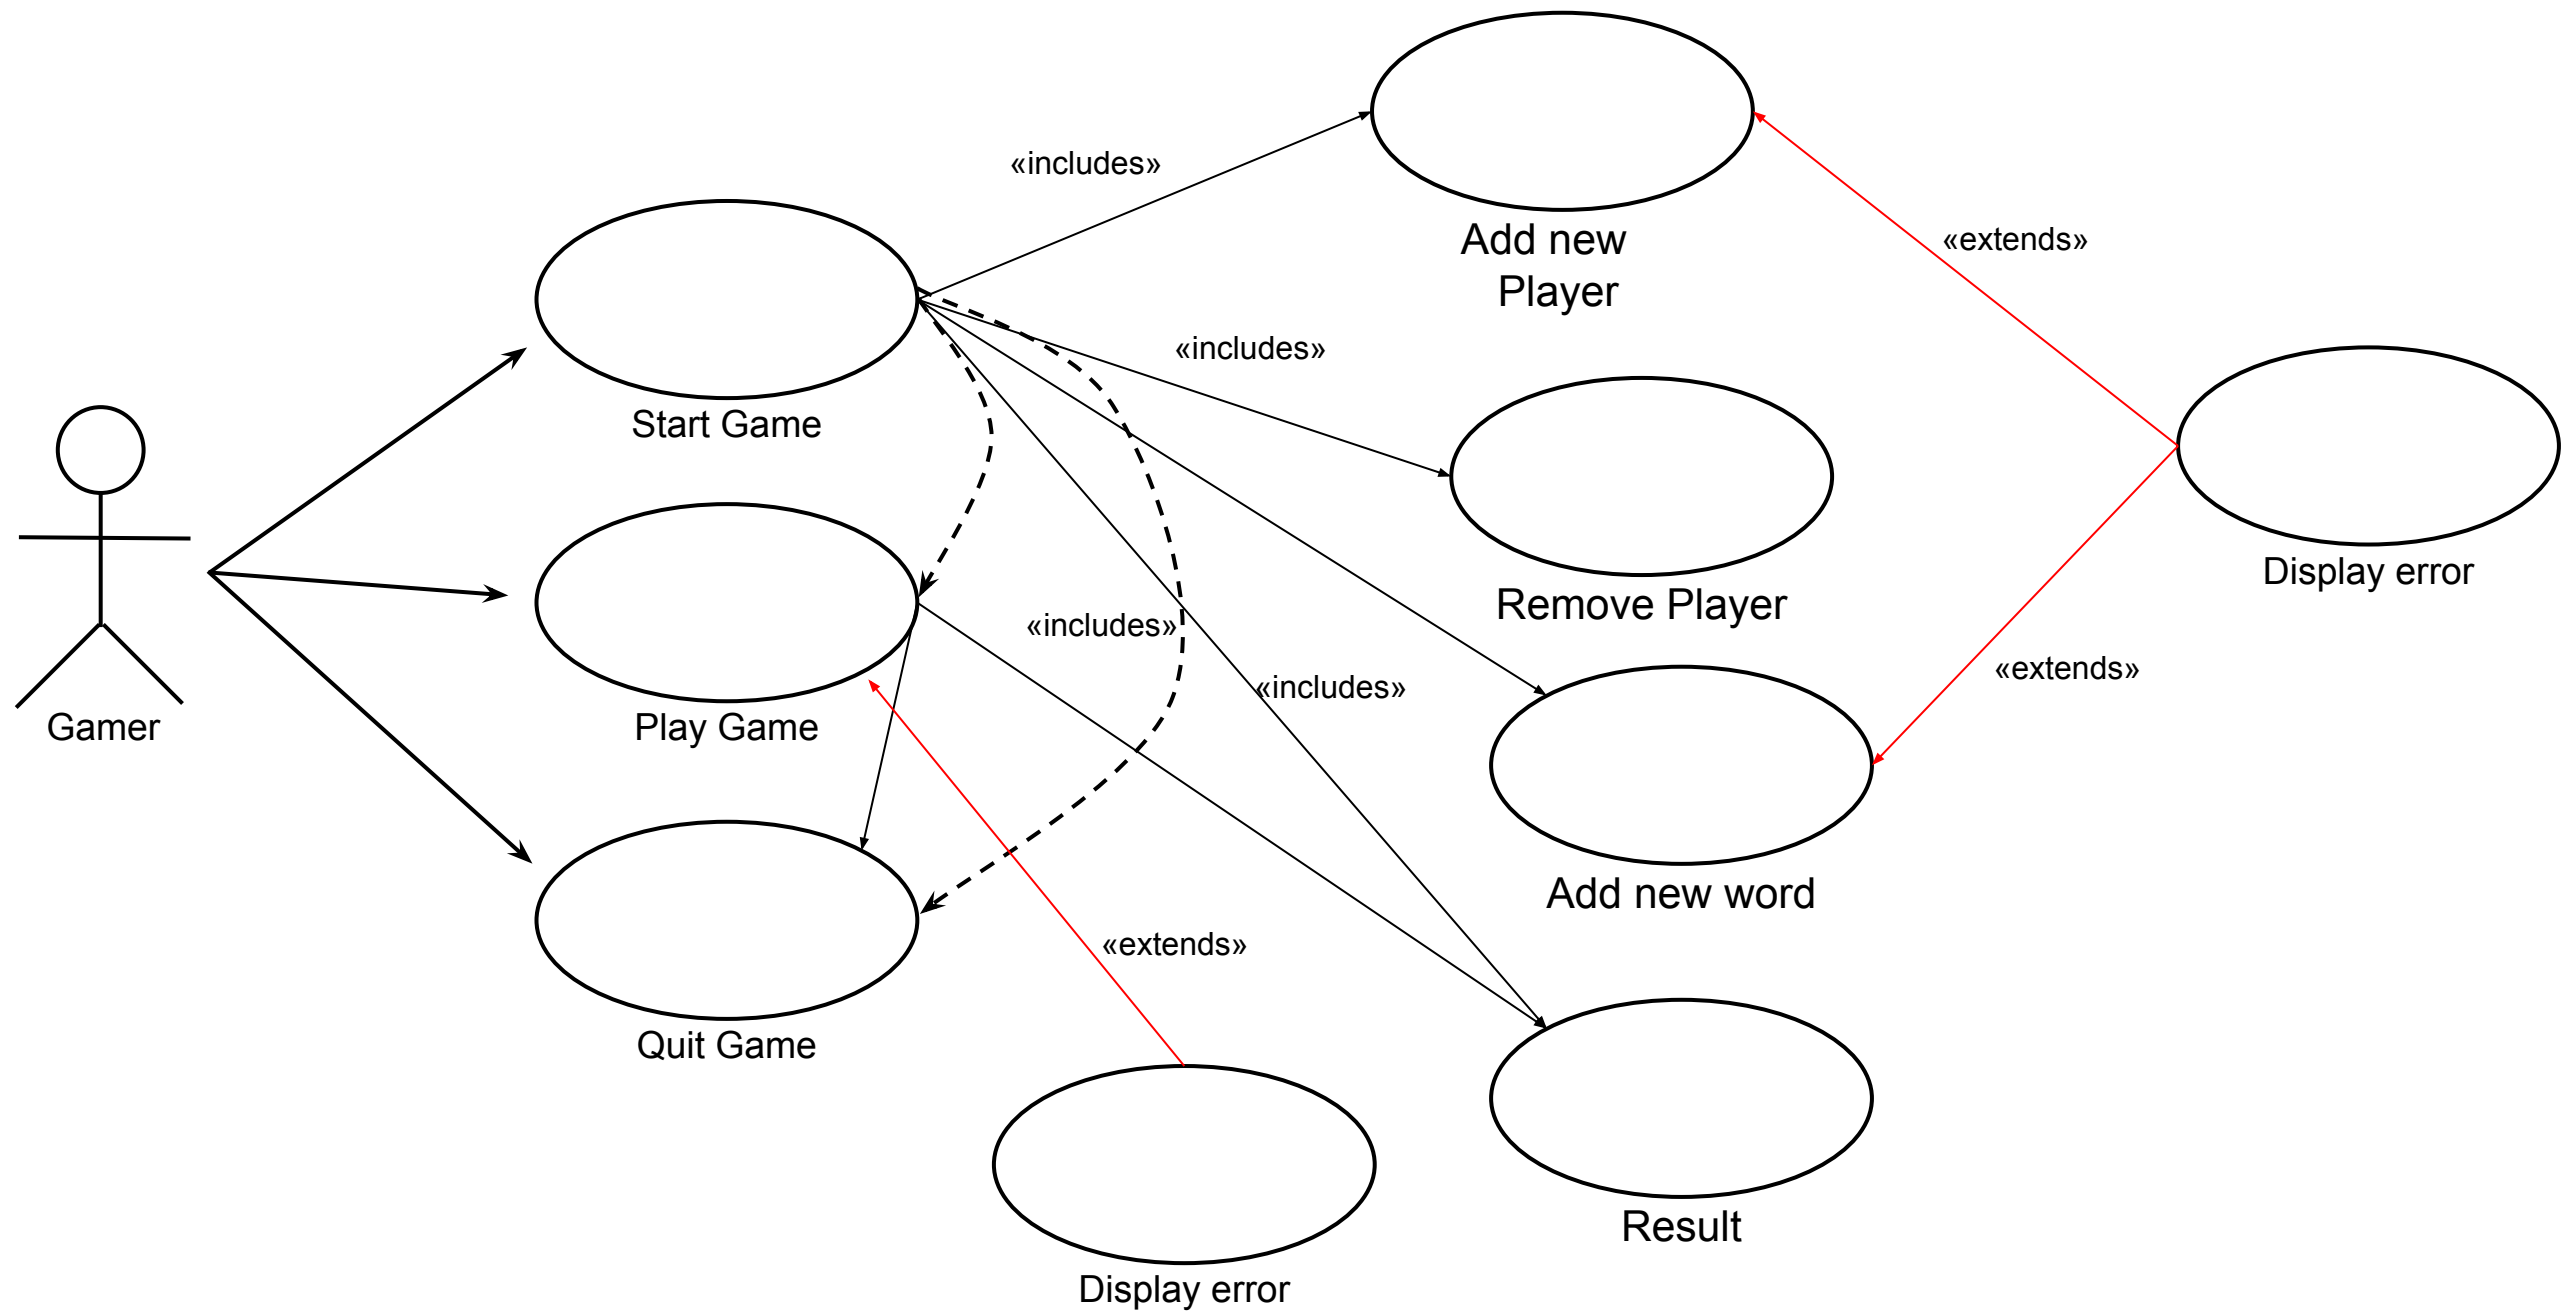 «includes»
Add new
Player
«extends»
«includes»
Start Game
Display error
Remove Player
«includes»
«extends»
«includes»
Gamer
Play Game
Add new word
«extends»
Quit Game
Result
Display error